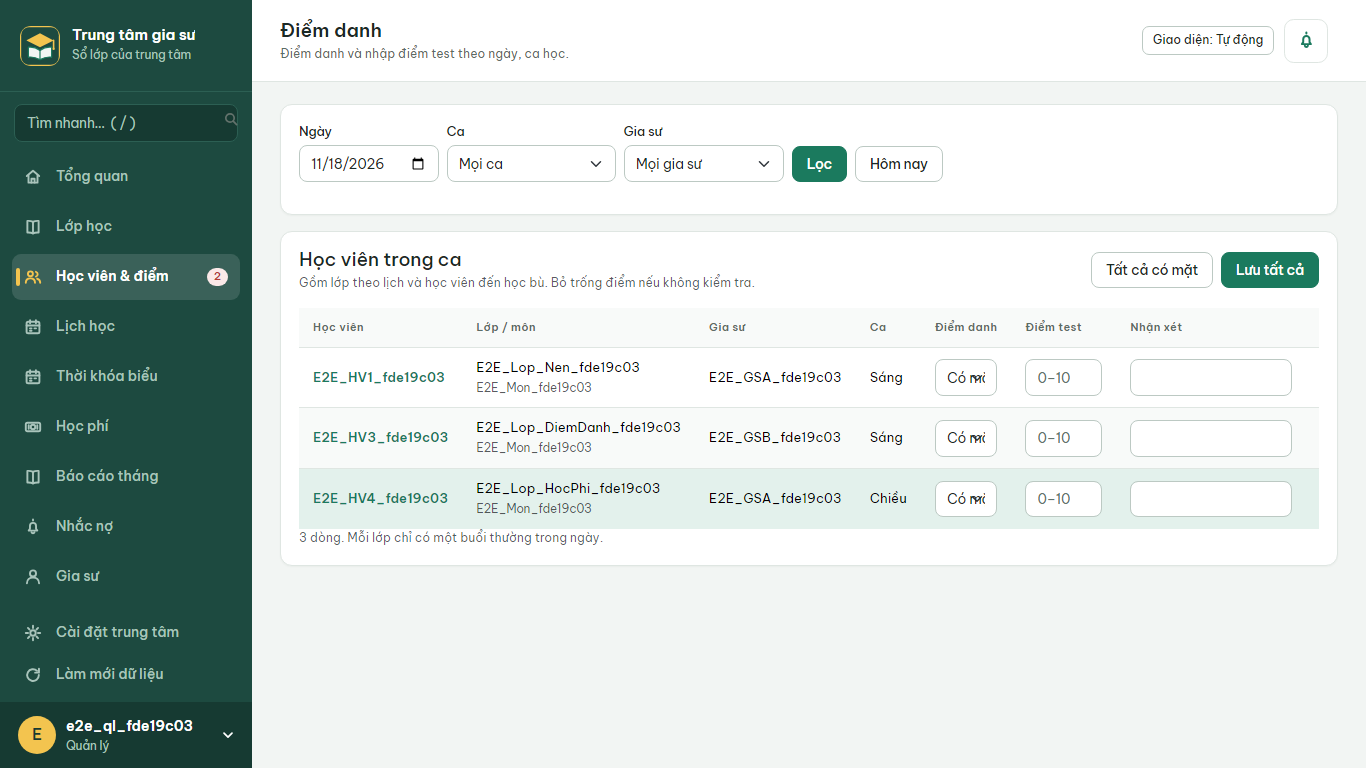 Trung tâm gia sư
Sổ lớp của trung tâm
Tìm nhanh... ( / )
Tổng quan
Lớp học
Học viên & điểm 2
Lịch học
Thời khóa biểu
Học phí
Báo cáo tháng
Nhắc nợ
Gia sư
Cài đặt trung tâm
Làm mới dữ liệu
E
e2e_ql_fde19c03
Quản lý
Điểm danh
Điểm danh và nhập điểm test theo ngày, ca học.
Giao diện: Tự động
Ngày Ca Gia sư
11/18/2026 Mọi ca Mọi gia sư Lọc Hôm nay
Học viên trong ca
Gồm lớp theo lịch và học viên đến học bù. Bỏ trống điểm nếu không kiểm tra.
Tất cả có mặt Lưu tất cả
Học viên Lớp / môn Gia sư Ca Điểm danh Điểm test Nhận xét
E2E_HV1_fde19c03 E2E_Lop_Nen_fde19c03 E2E_GSA_fde19c03 Sáng Có 0–10
E2E_Mon_fde19c03
E2E_HV3_fde19c03 E2E_Lop_DiemDanh_fde19c03 E2E_GSB_fde19c03 Sáng Có 0–10
E2E_Mon_fde19c03
E2E_HV4_fde19c03 E2E_Lop_HocPhi_fde19c03 E2E_GSA_fde19c03 Chiều Có 0–10
E2E_Mon_fde19c03
3 dòng. Mỗi lớp chỉ có một buổi thường trong ngày.